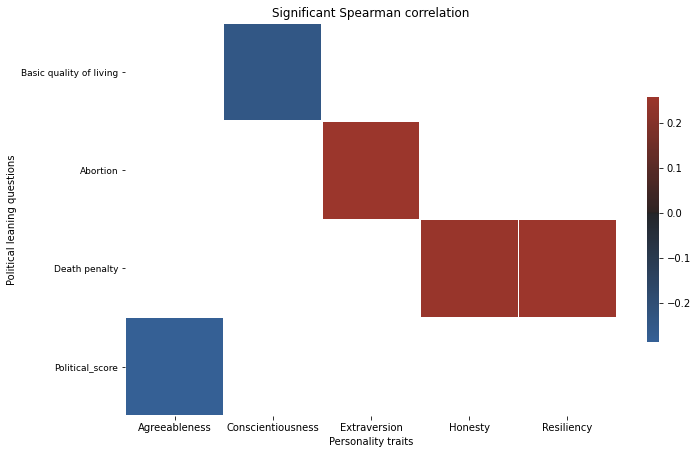 Significant Spearman correlation
Political leaning questions
Basic quality of living
Abortion
Death penalty
Political_score
Agreeableness Conscientiousness Extraversion Honesty Resiliency
Personality traits
0.2
0.1
0.0
−0.1
−0.2